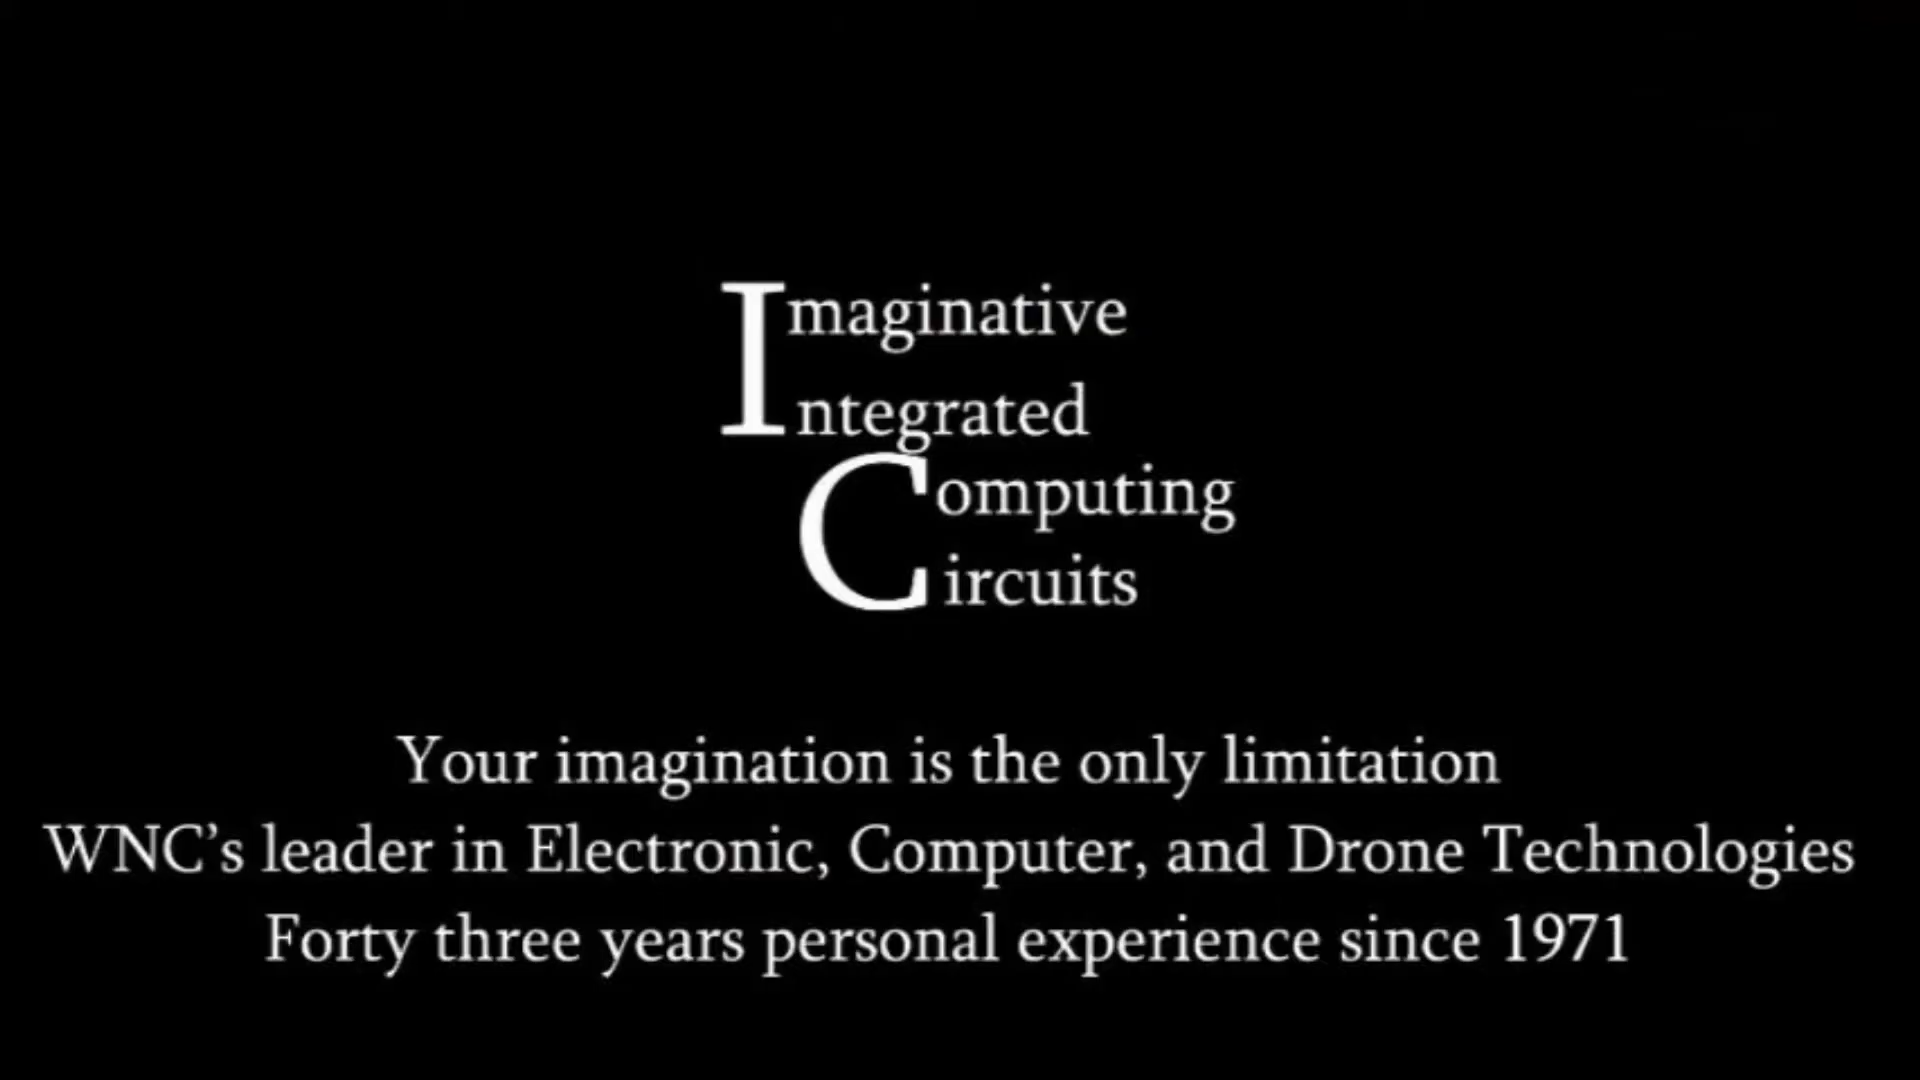 Imaginative
Integrated
Computing
Circuits
Your imagination is the only limitation
WNC's leader in Electronic, Computer, and Drone Technologies
Forty three years personal experience since 1971